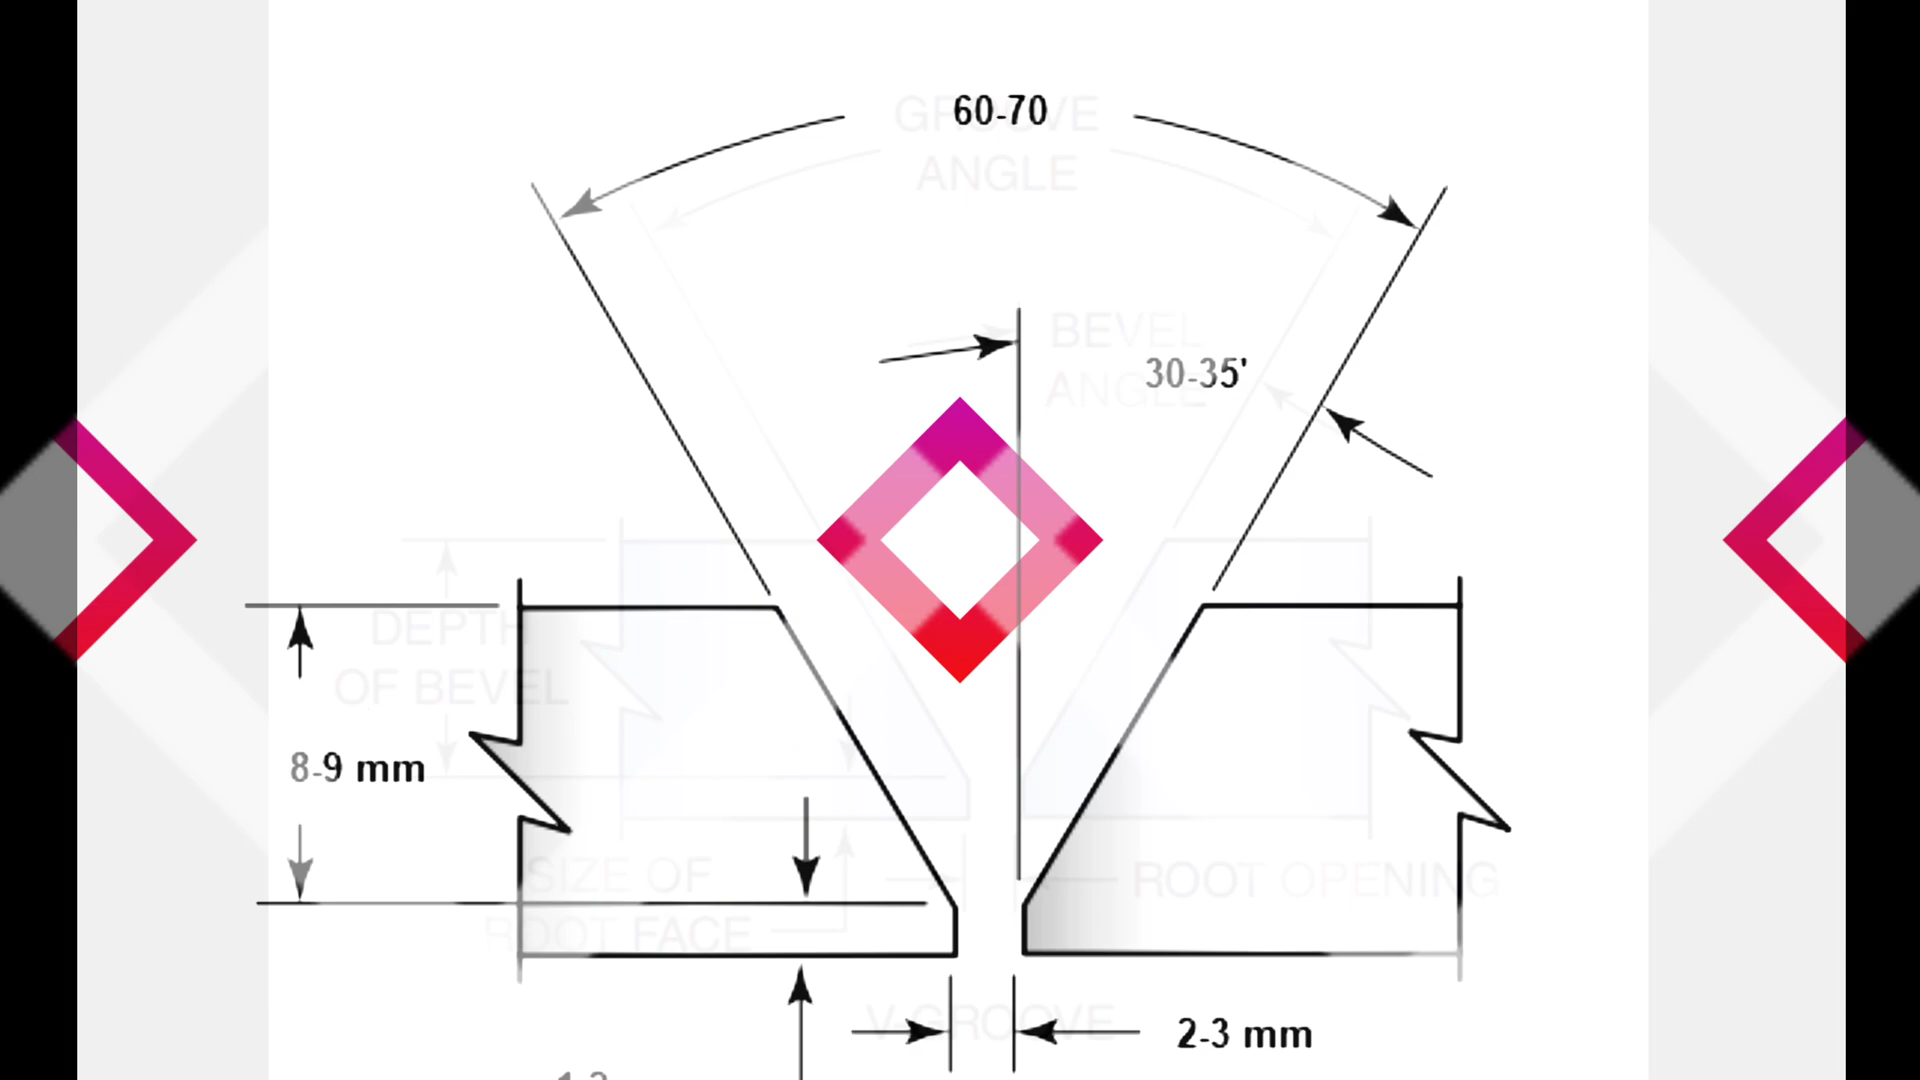 GROOVE
60-70
ANGLE
BEVEL
30-35'
ANGLE
DEPTH
OF BEVEL
8-9 mm
SIZE OF
ROOT OPENING
ROOT FACE
V-GROOVE
2-3 mm